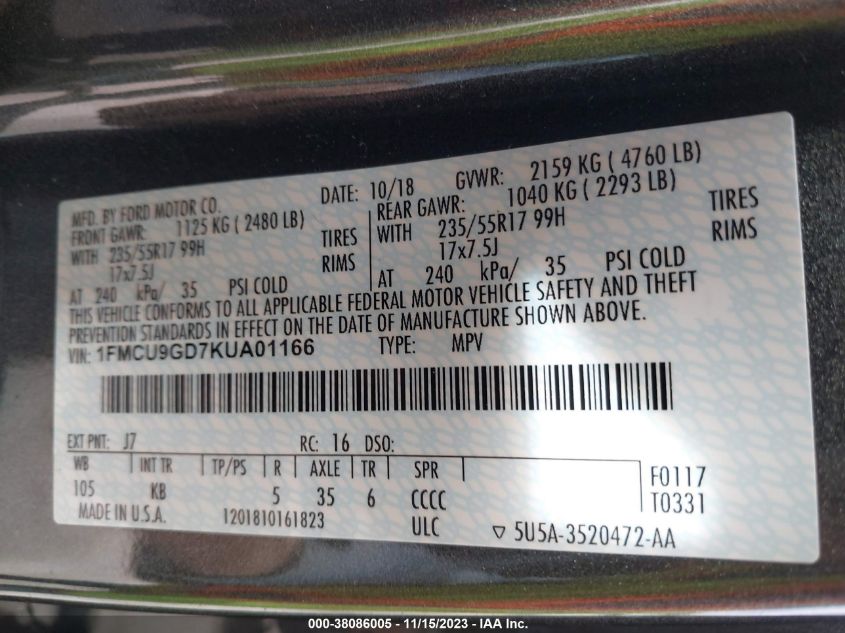 MFD. BY FORD MOTOR CO. DATE: 10/18 GVWR: 2159 KG ( 4760 LB)
FRONT GAWR: 1125 KG ( 2480 LB) REAR GAWR: 1040 KG ( 2293 LB)
WITH 235/55R17 99H TIRES WITH 235/55R17 99H TIRES
17x7.5J RIMS 17x7.5J RIMS
AT 240 kPa/ 35 PSI COLD AT 240 kPa/ 35 PSI COLD
THIS VEHICLE CONFORMS TO ALL APPLICABLE FEDERAL MOTOR VEHICLE SAFETY AND THEFT
PREVENTION STANDARDS IN EFFECT ON THE DATE OF MANUFACTURE SHOWN ABOVE.
VIN: 1FMCU9GD7KUA01166 TYPE: MPV
EXT PNT: J7 RC: 16 DSO:
WB INT TR TP/PS R AXLE TR SPR F0117
105 KB 5 35 6 CCCC T0331
MADE IN U.S.A. 1201810161823 ULC 5U5A-3520472-AA
000-38086005 - 11/15/2023 - IAA Inc.